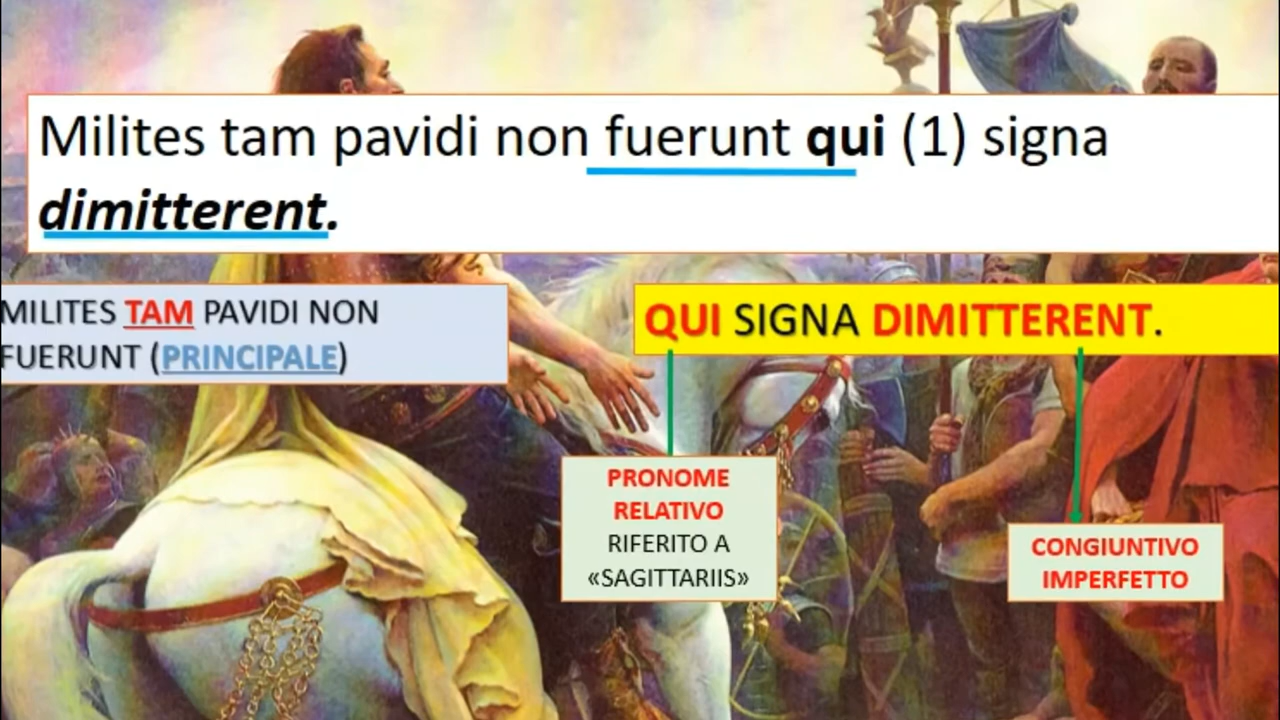 Milites tam pavidi non fuerunt qui (1) signa
dimitterent.
MILITES TAM PAVIDI NON
FUERUNT (PRINCIPALE)
QUI SIGNA DIMITTERENT.
PRONOME
RELATIVO
RIFERITO A
«SAGITTARIIS»
CONGIUNTIVO
IMPERFETTO